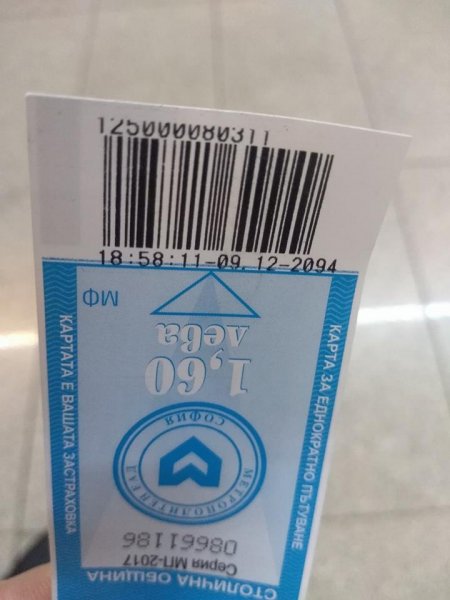 125000080311
18:58:11-09.12-2094
СТОЛИЧНА ОБЩИНА
Серия МП-2017
08661186
МЕТРОПОЛИТЕН ЕАД
СОФИЯ
1,60
лева
МФ
КАРТА ЗА ЕДНОКРАТНО ПЪТУВАНЕ
КАРТАТА Е ВАШАТА ЗАСТРАХОВКА